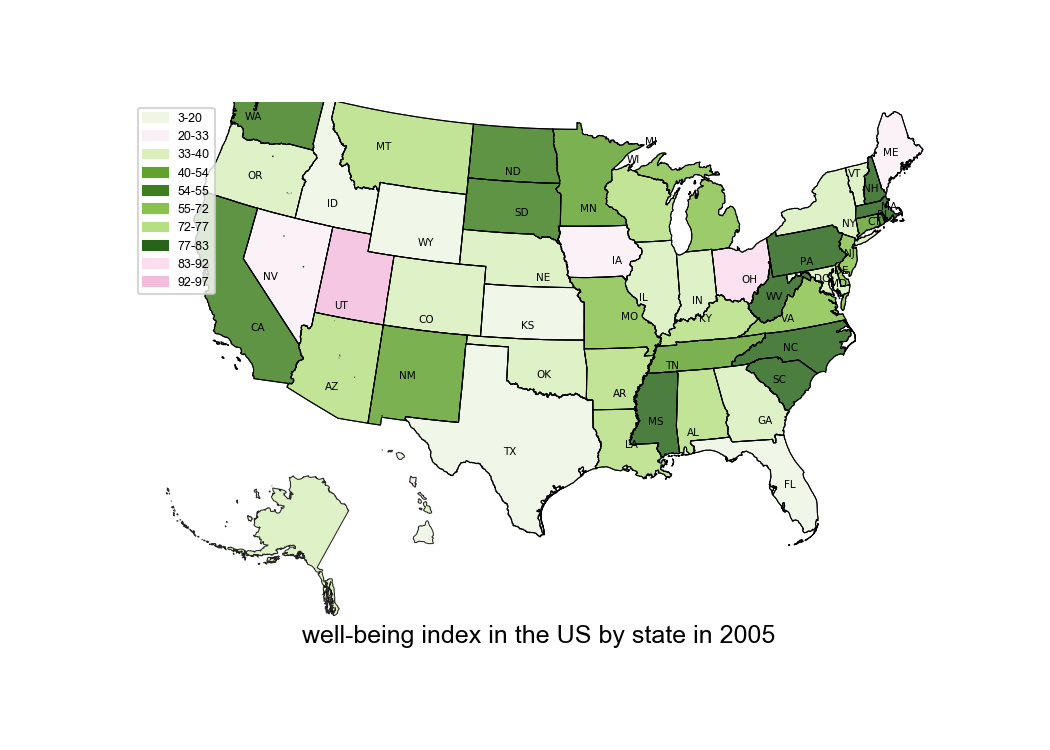 3-20
20-33
33-40
40-54
54-55
55-72
72-77
77-83
83-92
92-97
WA
MT
ND
MN
WI
MI
ME
VT
NH
MA
OR
ID
SD
NY
CT
WY
IA
PA
NJ
NV
UT
CO
NE
IL
IN
OH
WV
DC
DE
MD
VA
CA
KS
MO
KY
NC
AZ
NM
OK
AR
TN
SC
TX
LA
MS
AL
GA
FL
well-being index in the US by state in 2005